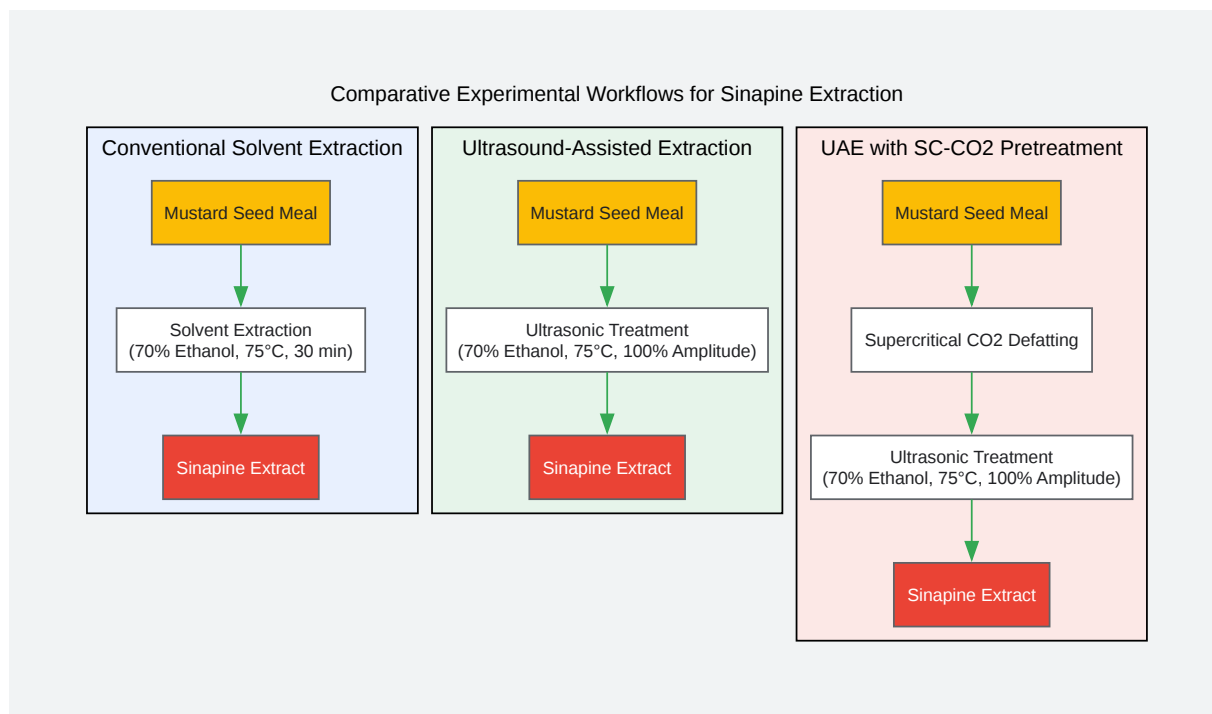 Comparative Experimental Workflows for Sinapine Extraction
Conventional Solvent Extraction
Mustard Seed Meal
Solvent Extraction
(70% Ethanol, 75°C, 30 min)
Sinapine Extract
Ultrasound-Assisted Extraction
Mustard Seed Meal
Ultrasonic Treatment
(70% Ethanol, 75°C, 100% Amplitude)
Sinapine Extract
UAE with SC-CO2 Pretreatment
Mustard Seed Meal
Supercritical CO2 Defatting
Ultrasonic Treatment
(70% Ethanol, 75°C, 100% Amplitude)
Sinapine Extract